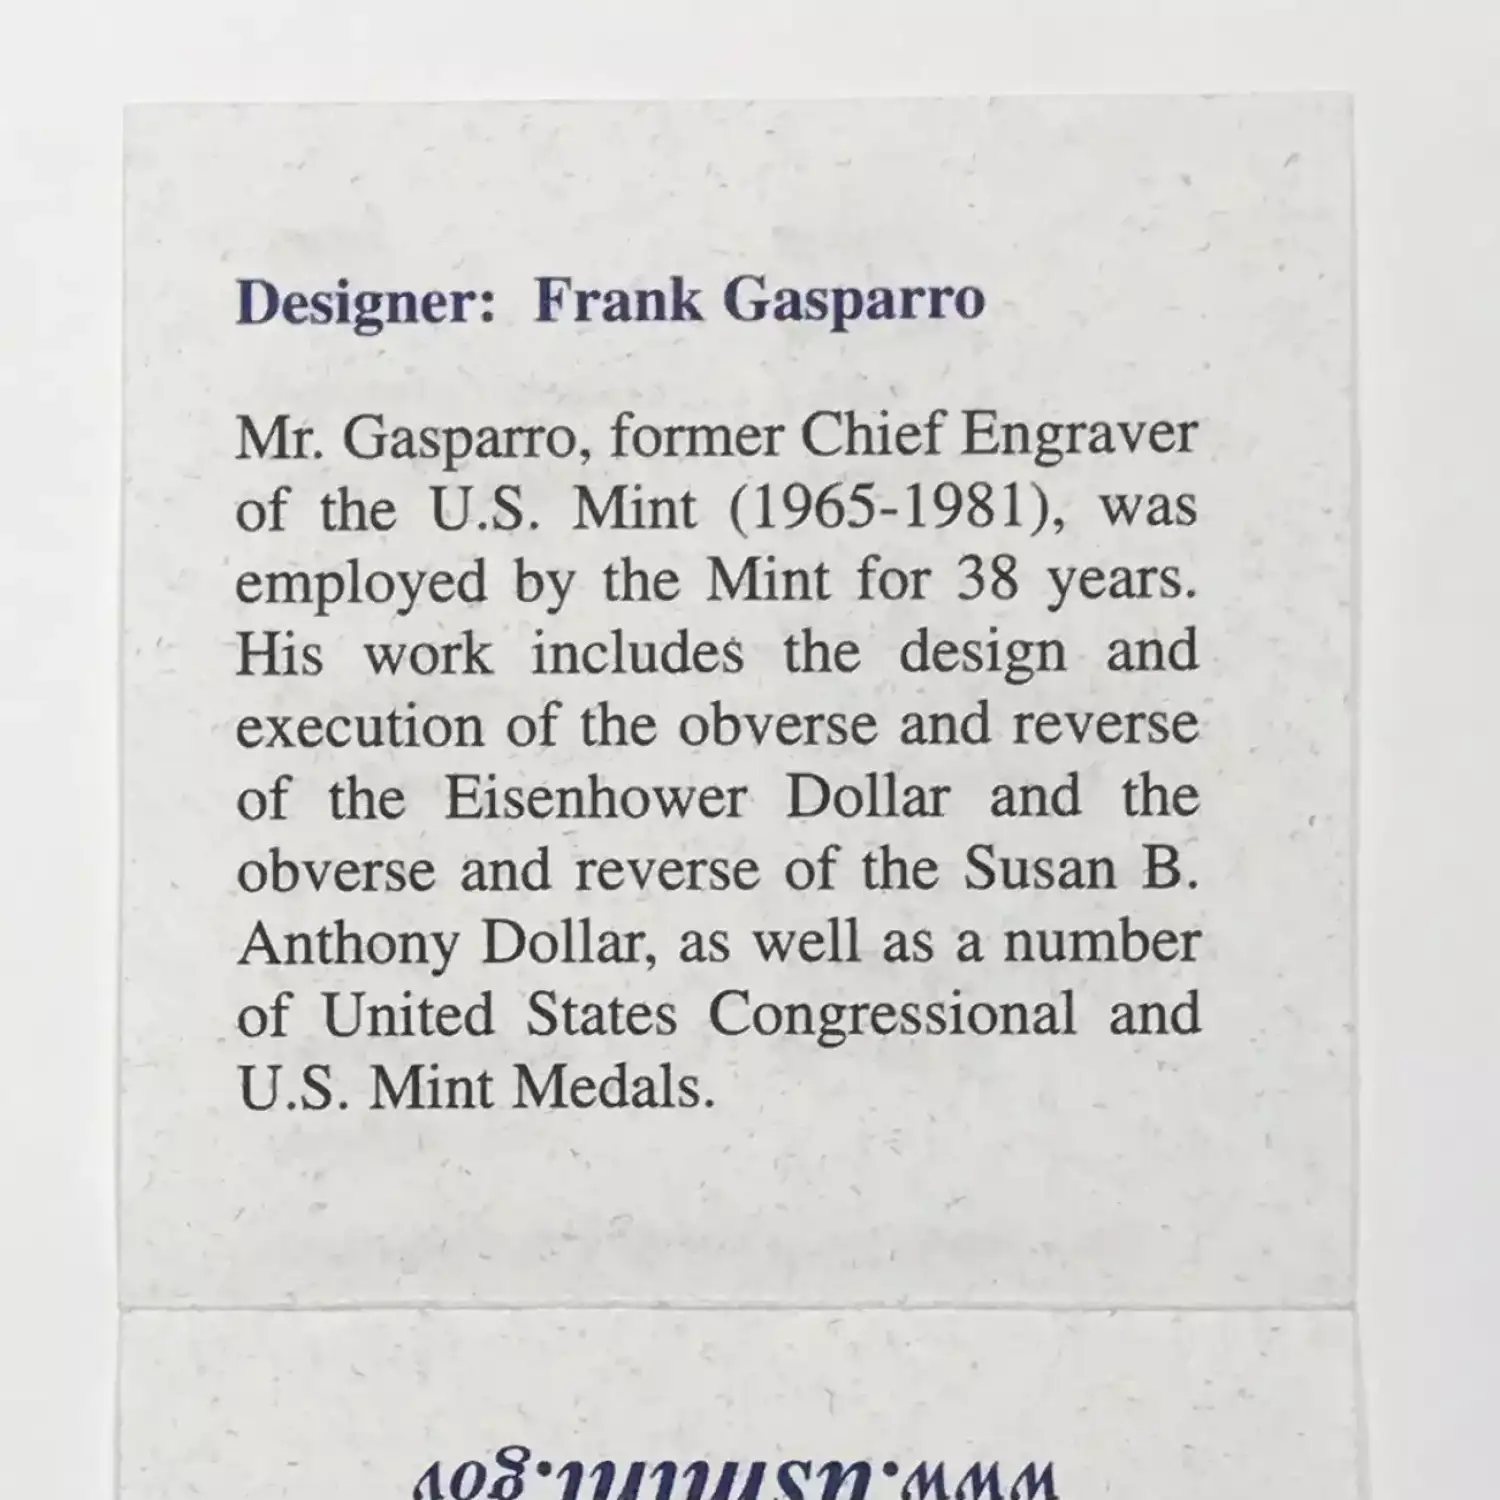 Designer: Frank Gasparro
Mr. Gasparro, former Chief Engraver
of the U.S. Mint (1965-1981), was
employed by the Mint for 38 years.
His work includes the design and
execution of the obverse and reverse
of the Eisenhower Dollar and the
obverse and reverse of the Susan B.
Anthony Dollar, as well as a number
of United States Congressional and
U.S. Mint Medals.
www.usmint.gov